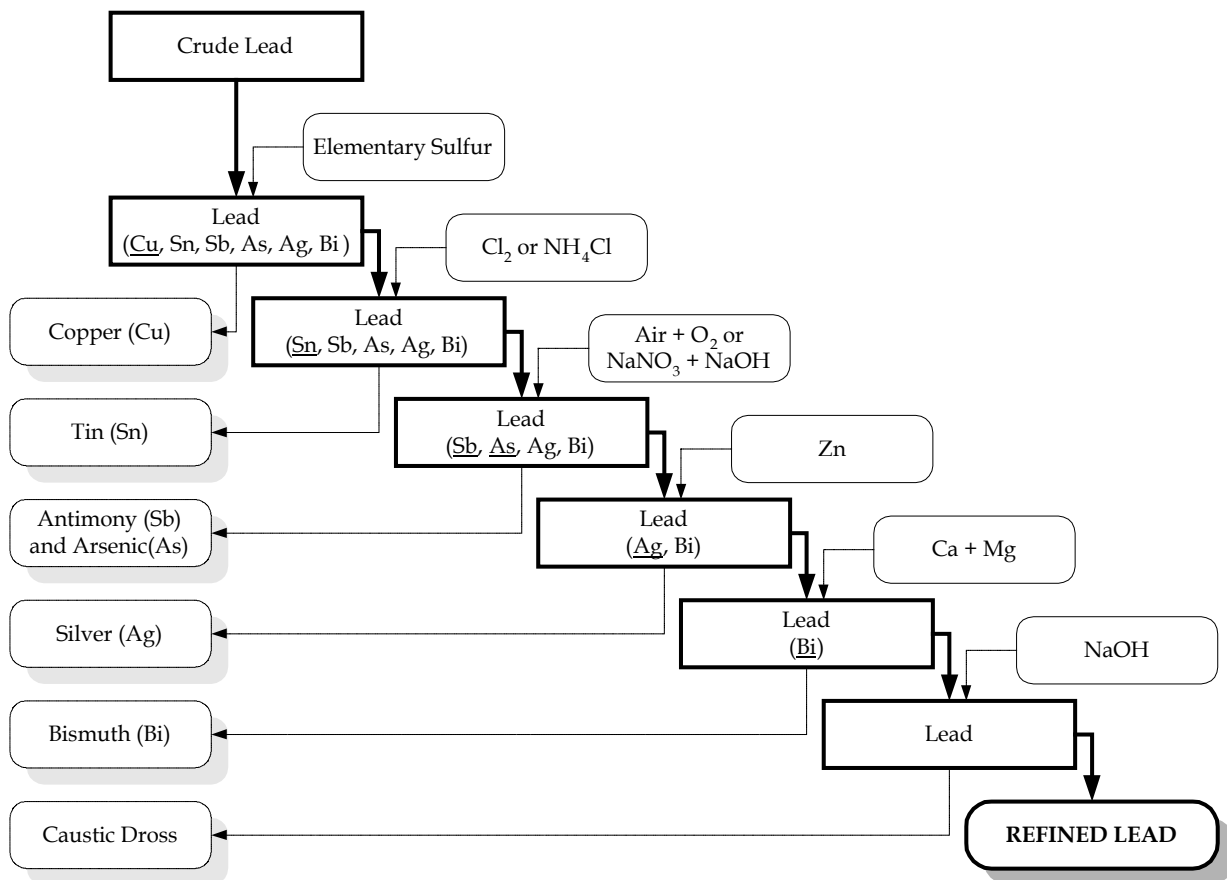 Crude Lead
Elementary Sulfur
Lead
(Cu, Sn, Sb, As, Ag, Bi )
Cl₂ or NH₄Cl
Copper (Cu)
Lead
(Sn, Sb, As, Ag, Bi)
Air + O₂ or
NaNO₃ + NaOH
Tin (Sn)
Lead
(Sb, As, Ag, Bi)
Zn
Antimony (Sb)
and Arsenic(As)
Lead
(Ag, Bi)
Ca + Mg
Silver (Ag)
Lead
(Bi)
NaOH
Bismuth (Bi)
Lead
Caustic Dross
REFINED LEAD